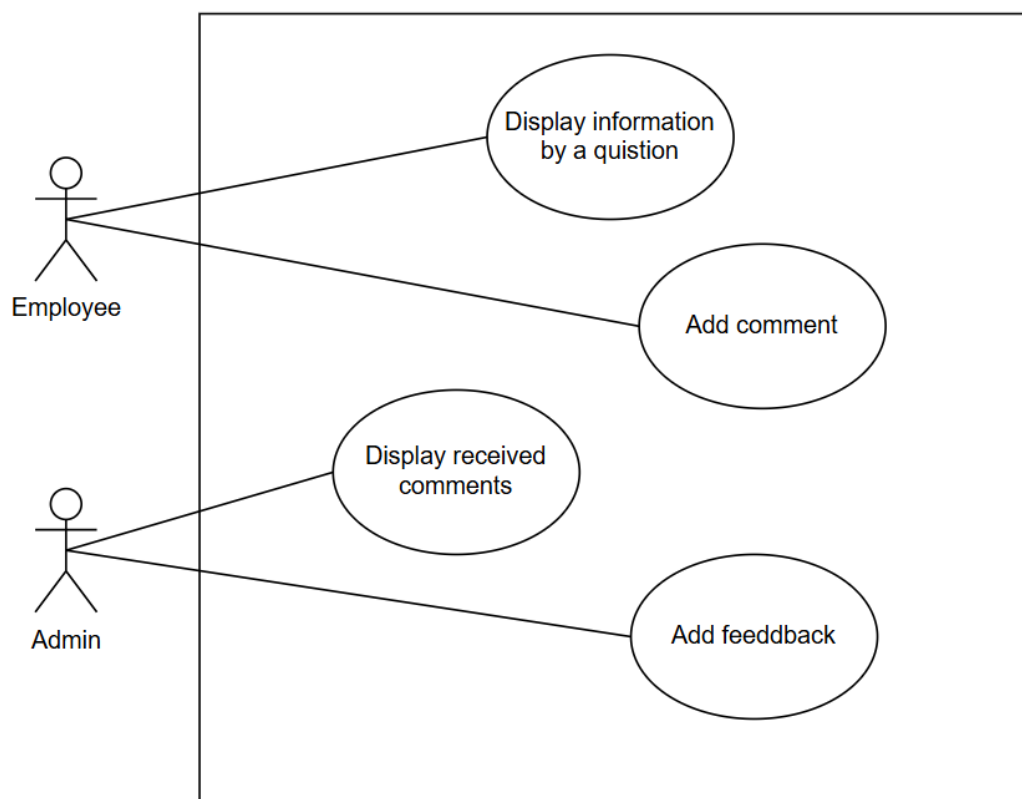 Display information
by a quistion
Employee
Add comment
Display received
comments
Admin
Add feeddback